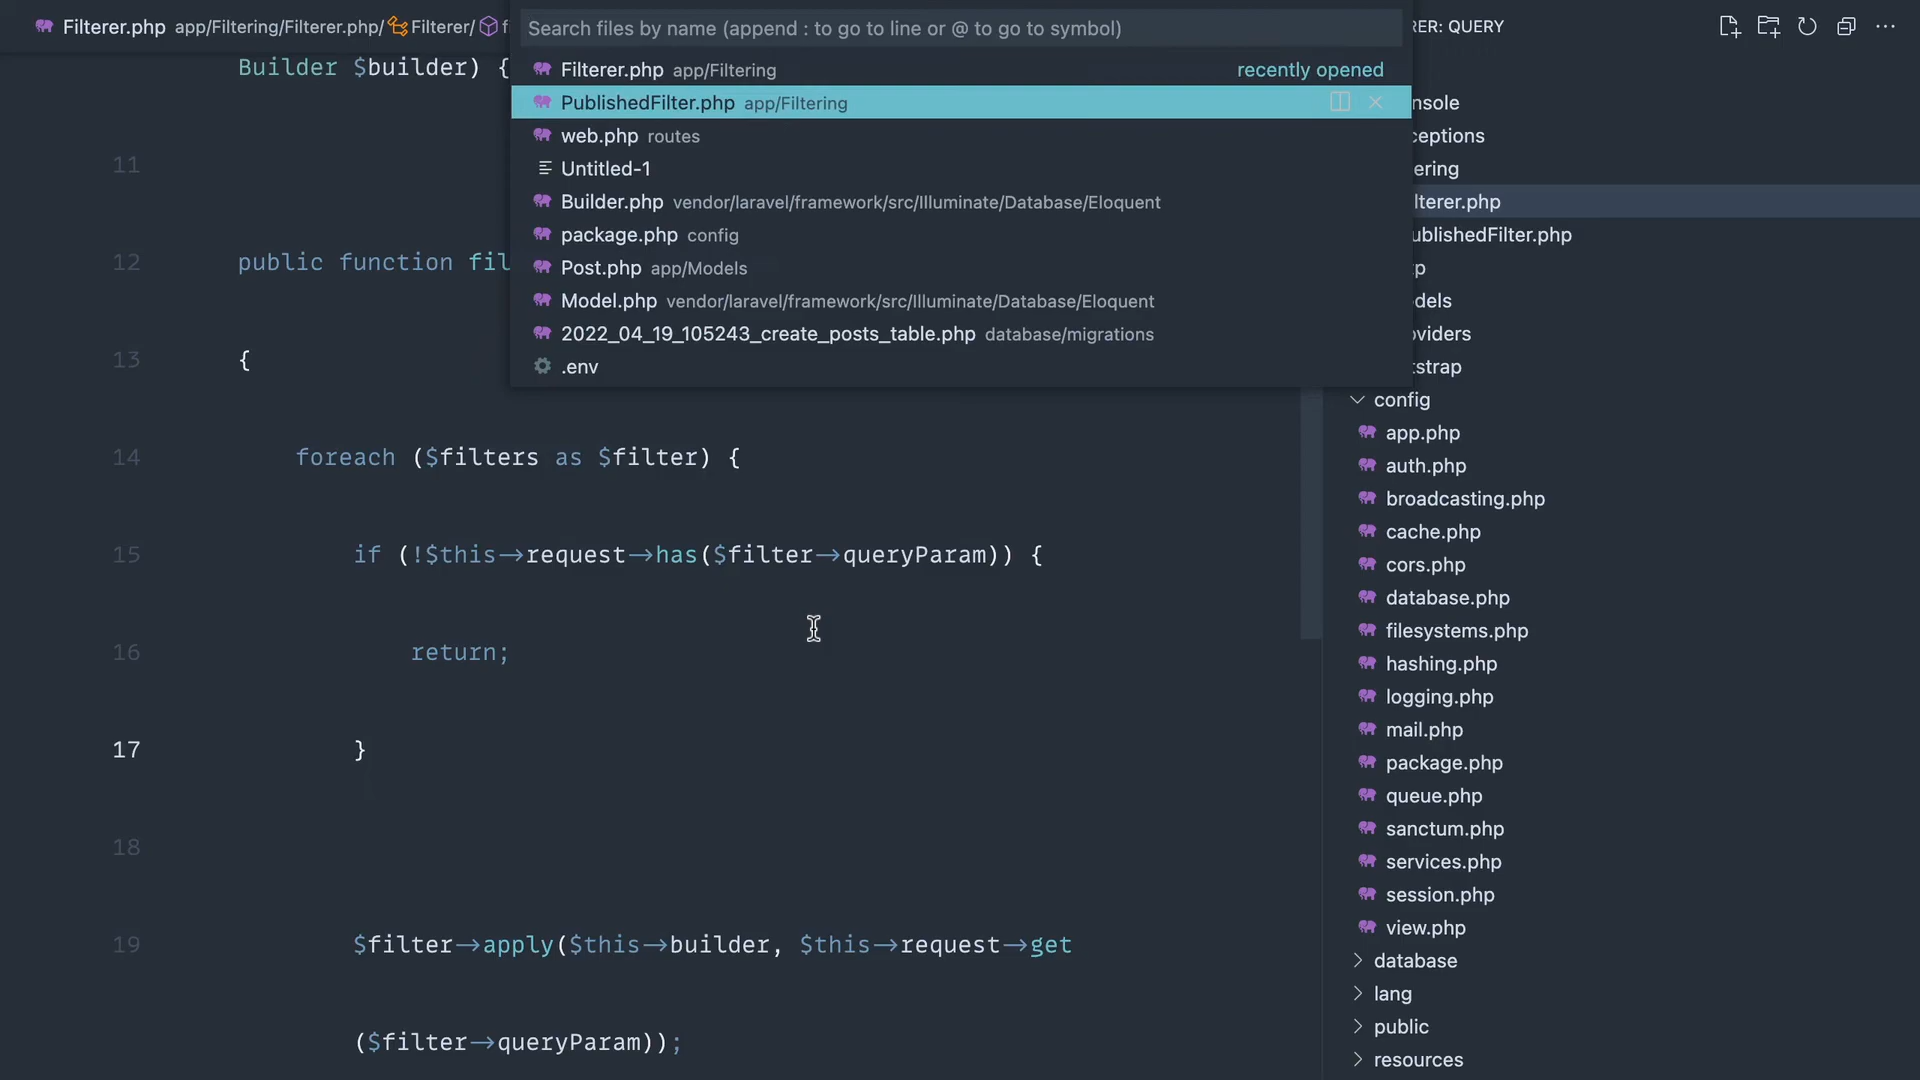 Filterer.php app/Filtering/Filterer.php/ Filterer/ f
Search files by name (append : to go to line or @ to go to symbol)
RER: QUERY
Builder $builder) {
Filterer.php app/Filtering recently opened
PublishedFilter.php app/Filtering
web.php routes
Untitled-1
Builder.php vendor/laravel/framework/src/Illuminate/Database/Eloquent
package.php config
Post.php app/Models
Model.php vendor/laravel/framework/src/Illuminate/Database/Eloquent
2022_04_19_105243_create_posts_table.php database/migrations
.env
11
12 public function fil
13 {
14 foreach ($filters as $filter) {
15 if (!$this→request→has($filter→queryParam)) {
16 return;
17 }
18
19 $filter→apply($this→builder, $this→request→get
($filter→queryParam));
nsole
ceptions
ering
lterer.php
ublishedFilter.php
tp
dels
oviders
tstrap
config
app.php
auth.php
broadcasting.php
cache.php
cors.php
database.php
filesystems.php
hashing.php
logging.php
mail.php
package.php
queue.php
sanctum.php
services.php
session.php
view.php
database
lang
public
resources